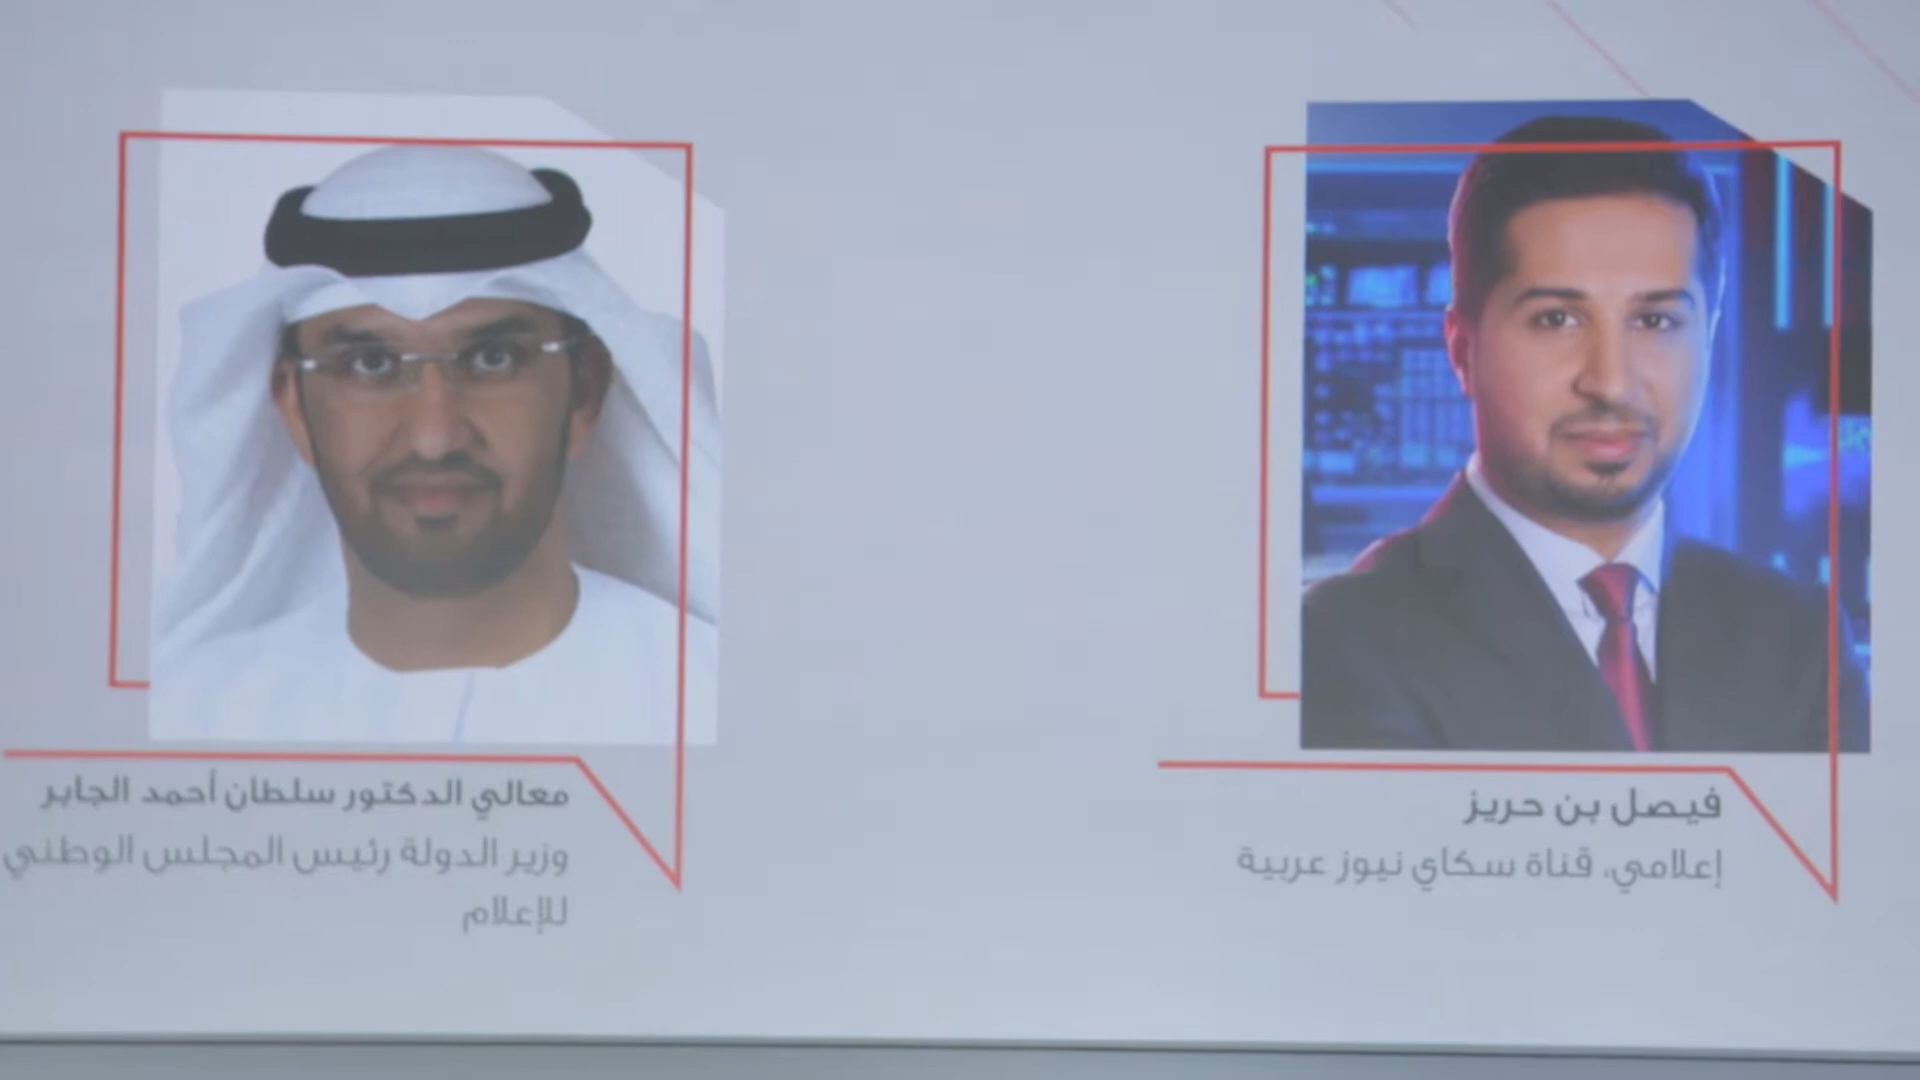 فيصل بن حريز
إعلامي، قناة سكاي نيوز عربية
معالي الدكتور سلطان أحمد الجابر
وزير الدولة رئيس المجلس الوطني
للإعلام